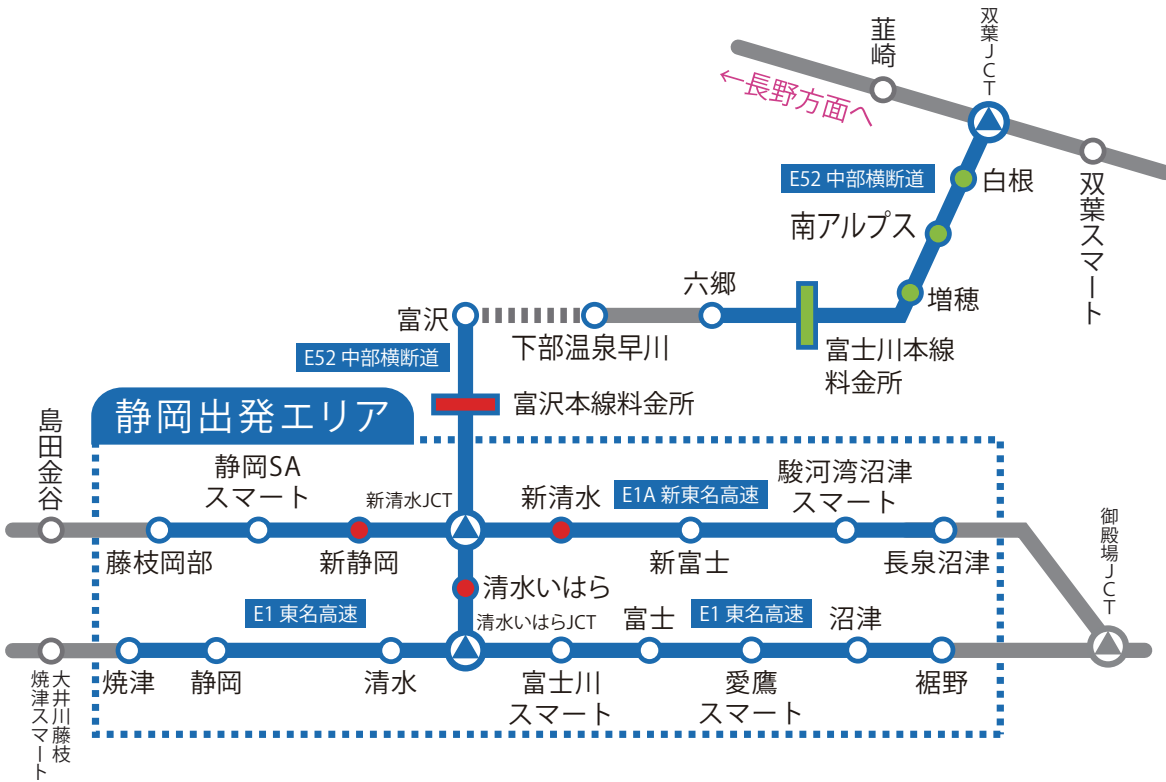 双葉JCT
韮崎
←長野方面へ
E52 中部横断道
白根
双葉スマート
南アルプス
六郷
増穂
富沢
下部温泉早川
富士川本線
料金所
E52 中部横断道
富沢本線料金所
静岡出発エリア
島田金谷
静岡SA
スマート
新清水JCT
新清水
E1A 新東名高速
駿河湾沼津
スマート
御殿場JCT
藤枝岡部
新静岡
新富士
長泉沼津
清水いはら
E1 東名高速
清水いはらJCT
富士
E1 東名高速
沼津
焼津
静岡
清水
富士川
スマート
愛鷹
スマート
裾野
大井川藤枝
焼津スマート